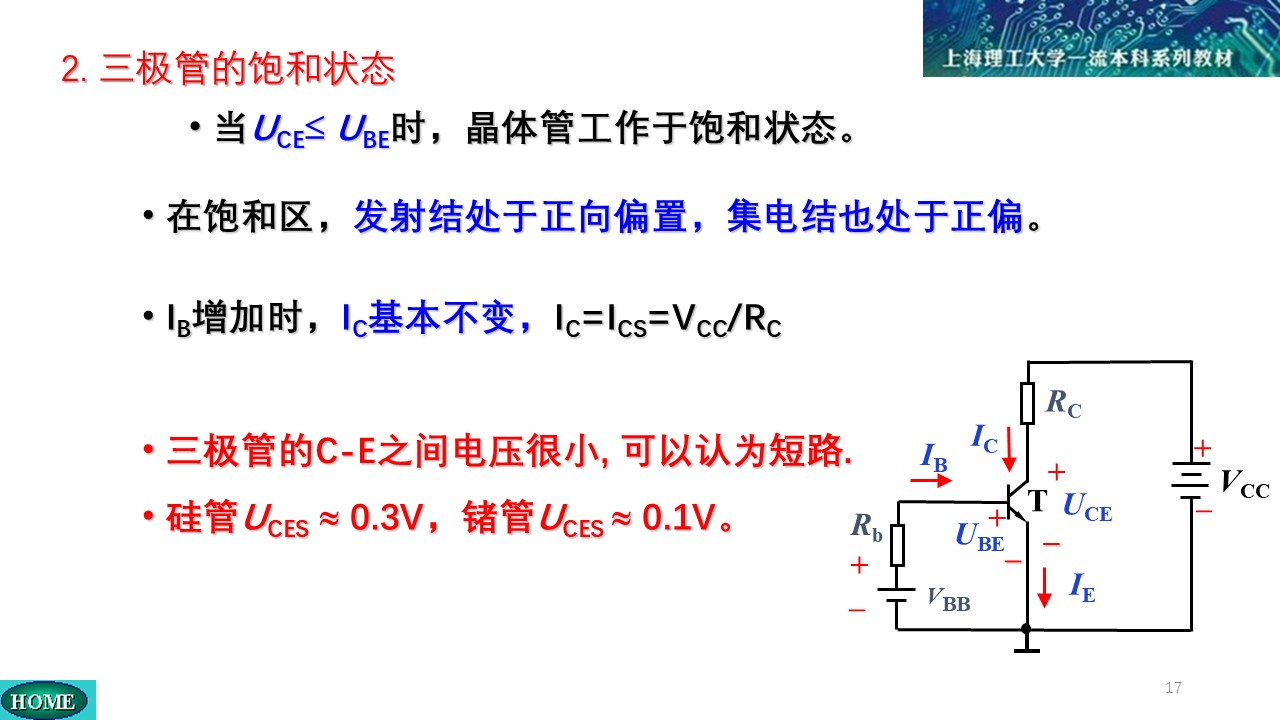 上海理工大学一流本科系列教材
2. 三极管的饱和状态
• 当UCE≤ UBE时，晶体管工作于饱和状态。
• 在饱和区，发射结处于正向偏置，集电结也处于正偏。
• IB增加时，IC基本不变，IC=ICS=VCC/RC
• 三极管的C-E之间电压很小, 可以认为短路.
• 硅管UCES ≈ 0.3V，锗管UCES ≈ 0.1V。
RC
IC
IB
+
+
T
UCE
VCC
Rb
+
UBE
−
−
−
+
IE
VBB
−
HOME
17